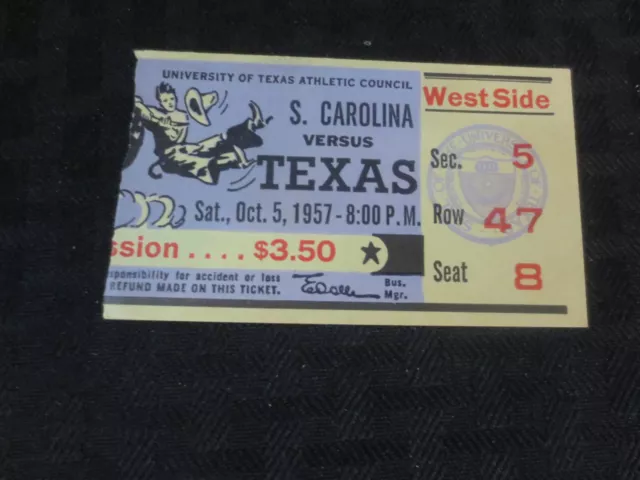 UNIVERSITY OF TEXAS ATHLETIC COUNCIL
S. CAROLINA
VERSUS
TEXAS
Sat., Oct. 5, 1957 - 8:00 P.M.
ssion .... $3.50
sponsibility for accident or loss
REFUND MADE ON THIS TICKET.
Bus.
Mgr.
West Side
Sec. 5
Row 47
Seat 8